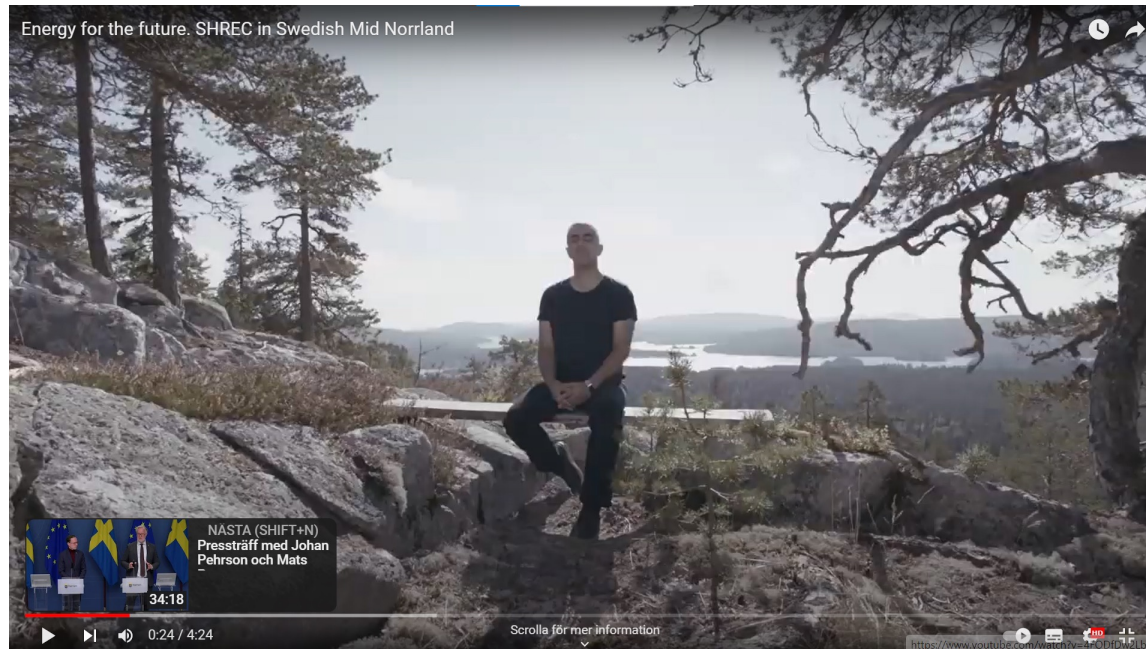 Energy for the future. SHREC in Swedish Mid Norrland
NÄSTA (SHIFT+N)
Pressträff med Johan
Pehrson och Mats
34:18
0:24 / 4:24
Scrolla för mer information
HD